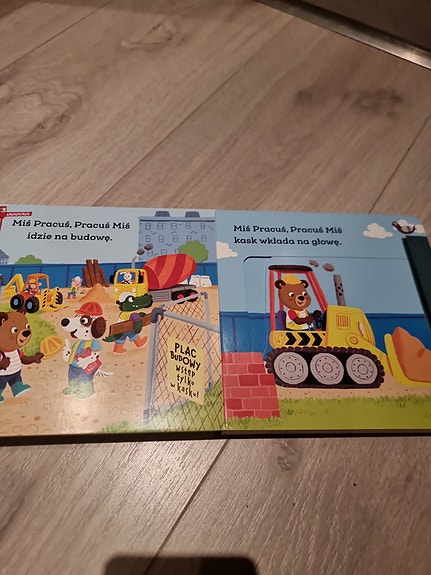 Miś Pracuś, Pracuś Miś
idzie na budowę.
PLAC
BUDOWY
wstęp
tylko
w kasku!
Miś Pracuś, Pracuś Miś
kask wkłada na głowę.